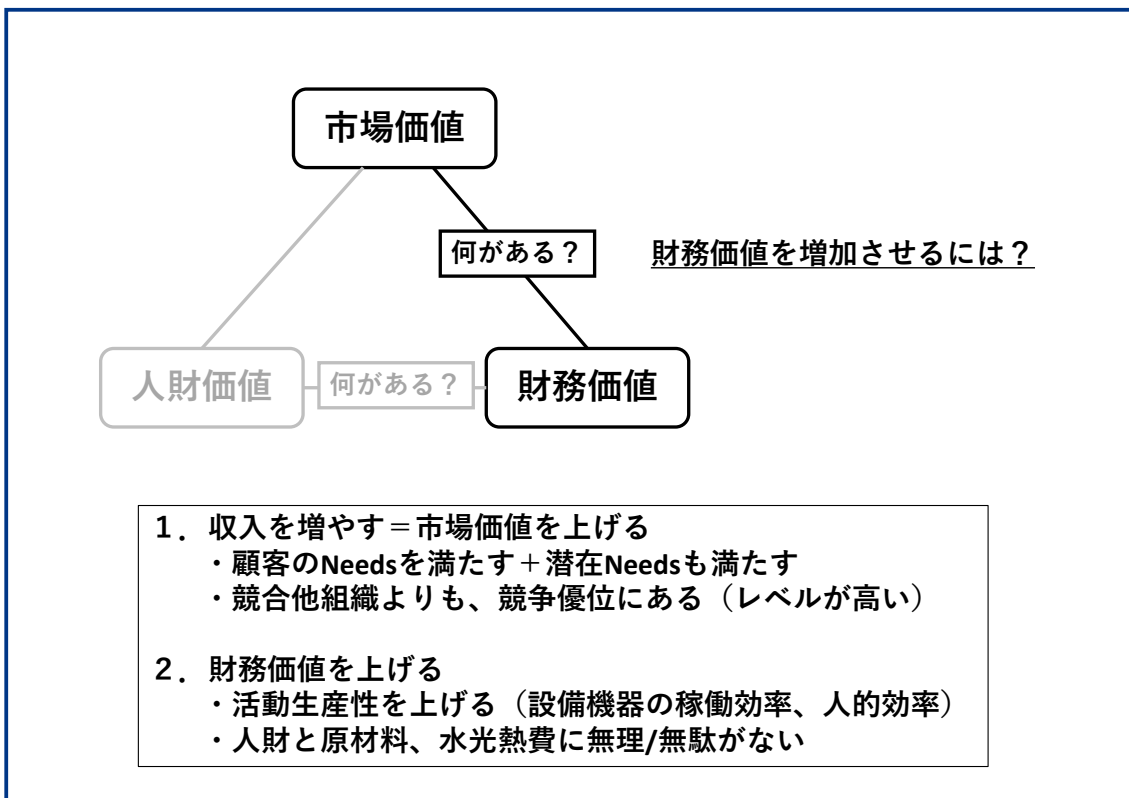 市場価値
何がある？
財務価値を増加させるには？
人財価値
何がある？
財務価値
１．収入を増やす＝市場価値を上げる
・顧客のNeedsを満たす＋潜在Needsも満たす
・競合他組織よりも、競争優位にある（レベルが高い）
２．財務価値を上げる
・活動生産性を上げる（設備機器の稼働効率、人的効率）
・人財と原材料、水光熱費に無理/無駄がない